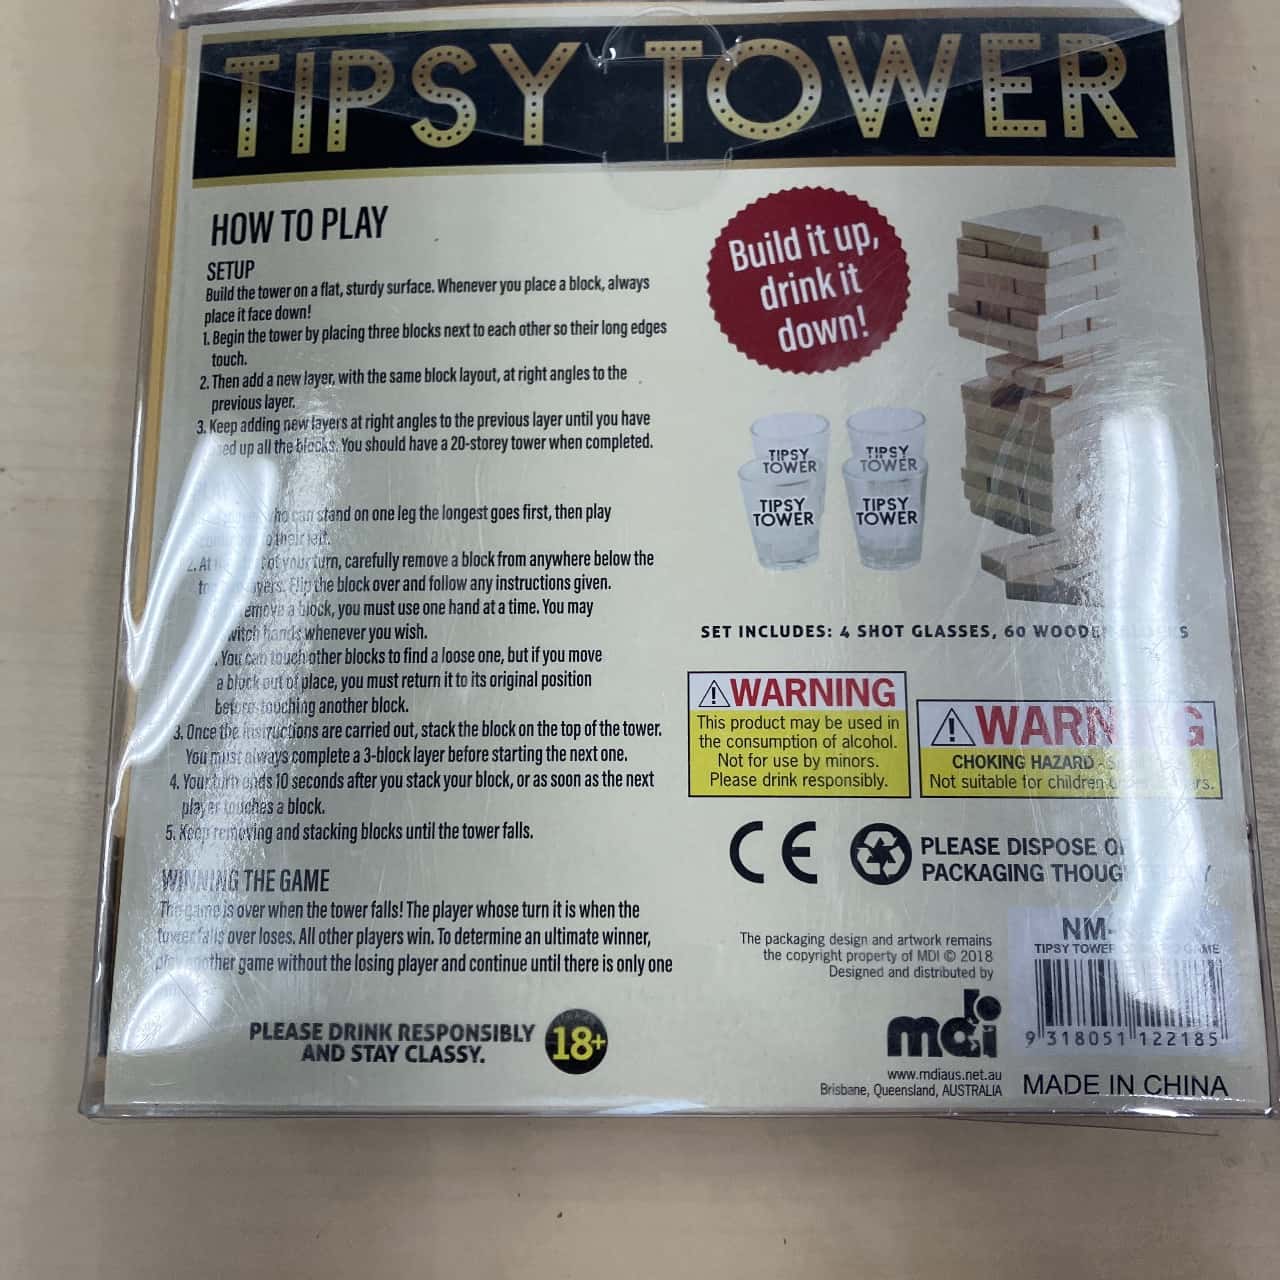 TIPSY TOWER
HOW TO PLAY
SETUP
Build the tower on a flat, sturdy surface. Whenever you place a block, always
place it face down!
1. Begin the tower by placing three blocks next to each other so their long edges
touch.
2. Then add a new layer, with the same block layout, at right angles to the
previous layer.
3. Keep adding new layers at right angles to the previous layer until you have
up all the blocks. You should have a 20-storey tower when completed.
who can stand on one leg the longest goes first, then play
to their left.
2. At of your turn, carefully remove a block from anywhere below the
Flip the block over and follow any instructions given.
remove a block, you must use one hand at a time. You may
switch hands whenever you wish.
You can touch other blocks to find a loose one, but if you move
a block out of place, you must return it to its original position
before touching another block.
3. Once the instructions are carried out, stack the block on the top of the tower.
You must always complete a 3-block layer before starting the next one.
4. Your turn ends 10 seconds after you stack your block, or as soon as the next
player touches a block.
5. Keep removing and stacking blocks until the tower falls.
WINNING THE GAME
The game is over when the tower falls! The player whose turn it is when the
tower falls over loses. All other players win. To determine an ultimate winner,
play another game without the losing player and continue until there is only one
PLEASE DRINK RESPONSIBLY
AND STAY CLASSY.
18+
Build it up,
drink it
down!
TIPSY
TOWER
TIPSY
TOWER
TIPSY
TOWER
TIPSY
TOWER
SET INCLUDES: 4 SHOT GLASSES, 60 WOODEN BLOCKS
WARNING
This product may be used in
the consumption of alcohol.
Not for use by minors.
Please drink responsibly.
WARNING
CHOKING HAZARD -
Not suitable for children
CE
PLEASE DISPOSE OF
PACKAGING THOUGHTFULLY
The packaging design and artwork remains
the copyright property of MDI © 2018
Designed and distributed by
mdi
www.mdiaus.net.au
Brisbane, Queensland, AUSTRALIA
NM-
TIPSY TOWER GAME
9 318051 122185
MADE IN CHINA